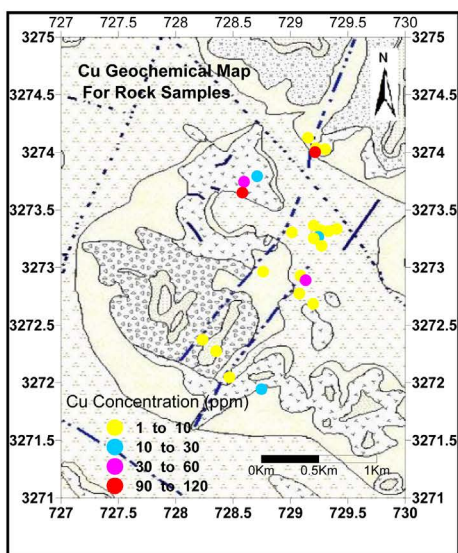 727 727.5 728 728.5 729 729.5 730
3275 3275
Cu Geochemical Map
For Rock Samples
N
3274.5 3274.5
3274 3274
3273.5 3273.5
3273 3273
3272.5 3272.5
3272 3272
Cu Concentration (ppm)
1 to 10
10 to 30
30 to 60
90 to 120
0Km 0.5Km 1Km
3271.5 3271.5
3271 3271
727 727.5 728 728.5 729 729.5 730